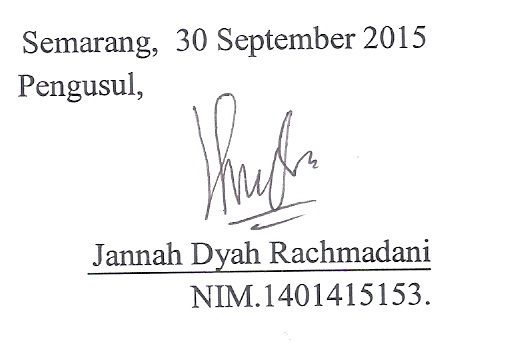 Semarang, 30 September 2015
Pengusul,
Jannah Dyah Rachmadani
NIM.1401415153.